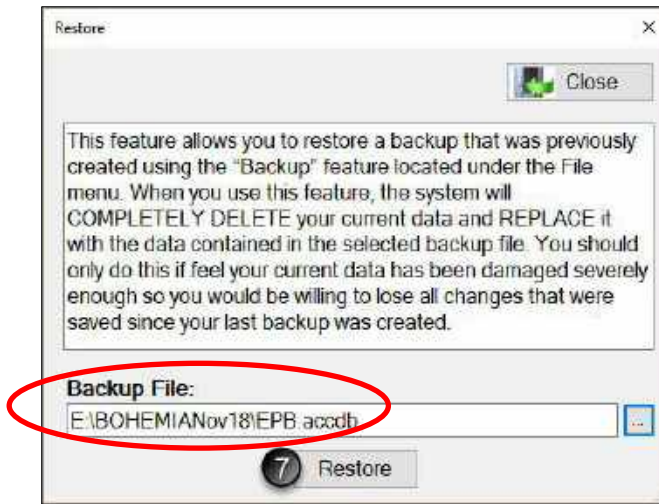 Restore
Close
This feature allows you to restore a backup that was previously
created using the "Backup" feature located under the File
menu. When you use this feature, the system will
COMPLETELY DELETE your current data and REPLACE it
with the data contained in the selected backup file. You should
only do this if feel your current data has been damaged severely
enough so you would be willing to lose all changes that were
saved since your last backup was created.
Backup File:
E:\BOHEMIANov18\EPB.accdb
...
7 Restore